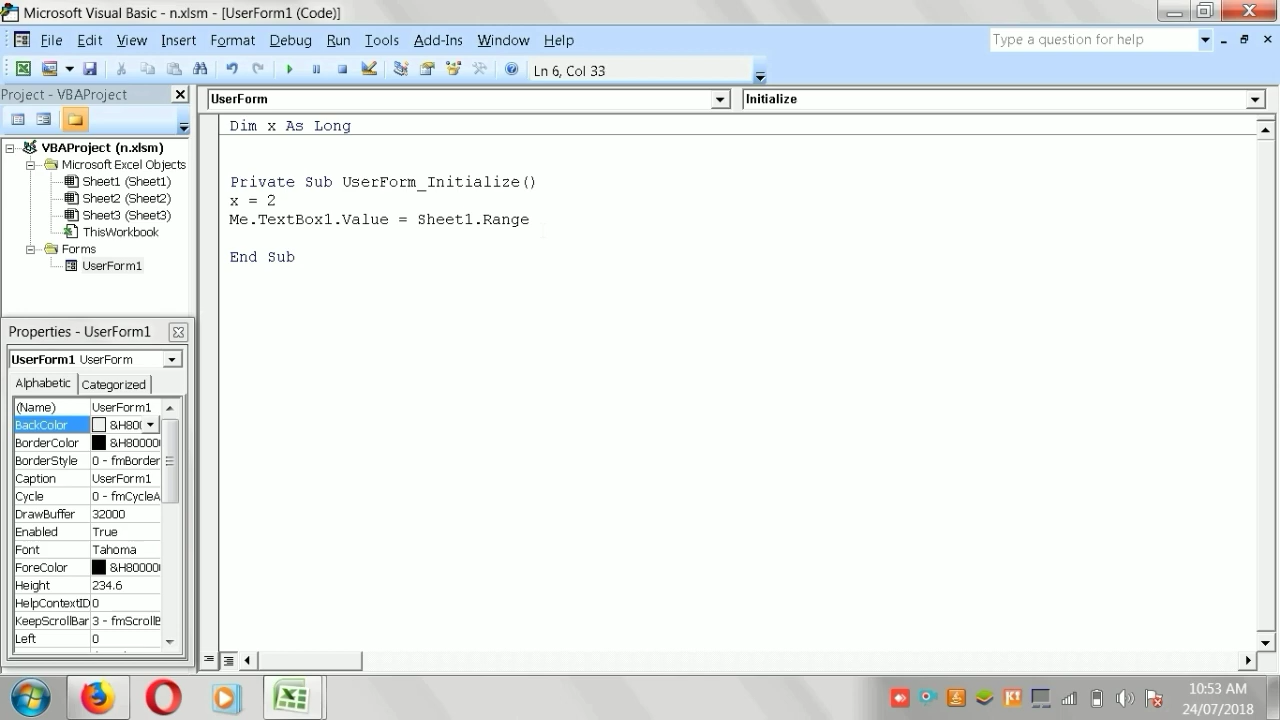 Microsoft Visual Basic - n.xlsm - [UserForm1 (Code)]
File Edit View Insert Format Debug Run Tools Add-Ins Window Help
Type a question for help
Ln 6, Col 33
Project - VBAProject
UserForm
Initialize
VBAProject (n.xlsm)
Microsoft Excel Objects
Sheet1 (Sheet1)
Sheet2 (Sheet2)
Sheet3 (Sheet3)
ThisWorkbook
Forms
UserForm1
Dim x As Long
Private Sub UserForm_Initialize()
x = 2
Me.TextBox1.Value = Sheet1.Range
End Sub
Properties - UserForm1
UserForm1 UserForm
Alphabetic Categorized
(Name) UserForm1
BackColor &H800
BorderColor &H80000
BorderStyle 0 - fmBorder
Caption UserForm1
Cycle 0 - fmCycleA
DrawBuffer 32000
Enabled True
Font Tahoma
ForeColor &H80000
Height 234.6
HelpContextID 0
KeepScrollBar 3 - fmScrollB
Left 0
10:53 AM
24/07/2018